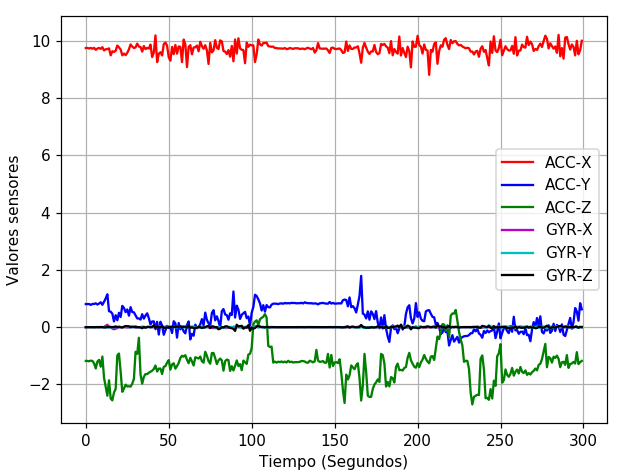 10
8
6
4
2
0
−2
Valores sensores
ACC-X
ACC-Y
ACC-Z
GYR-X
GYR-Y
GYR-Z
0 50 100 150 200 250 300
Tiempo (Segundos)